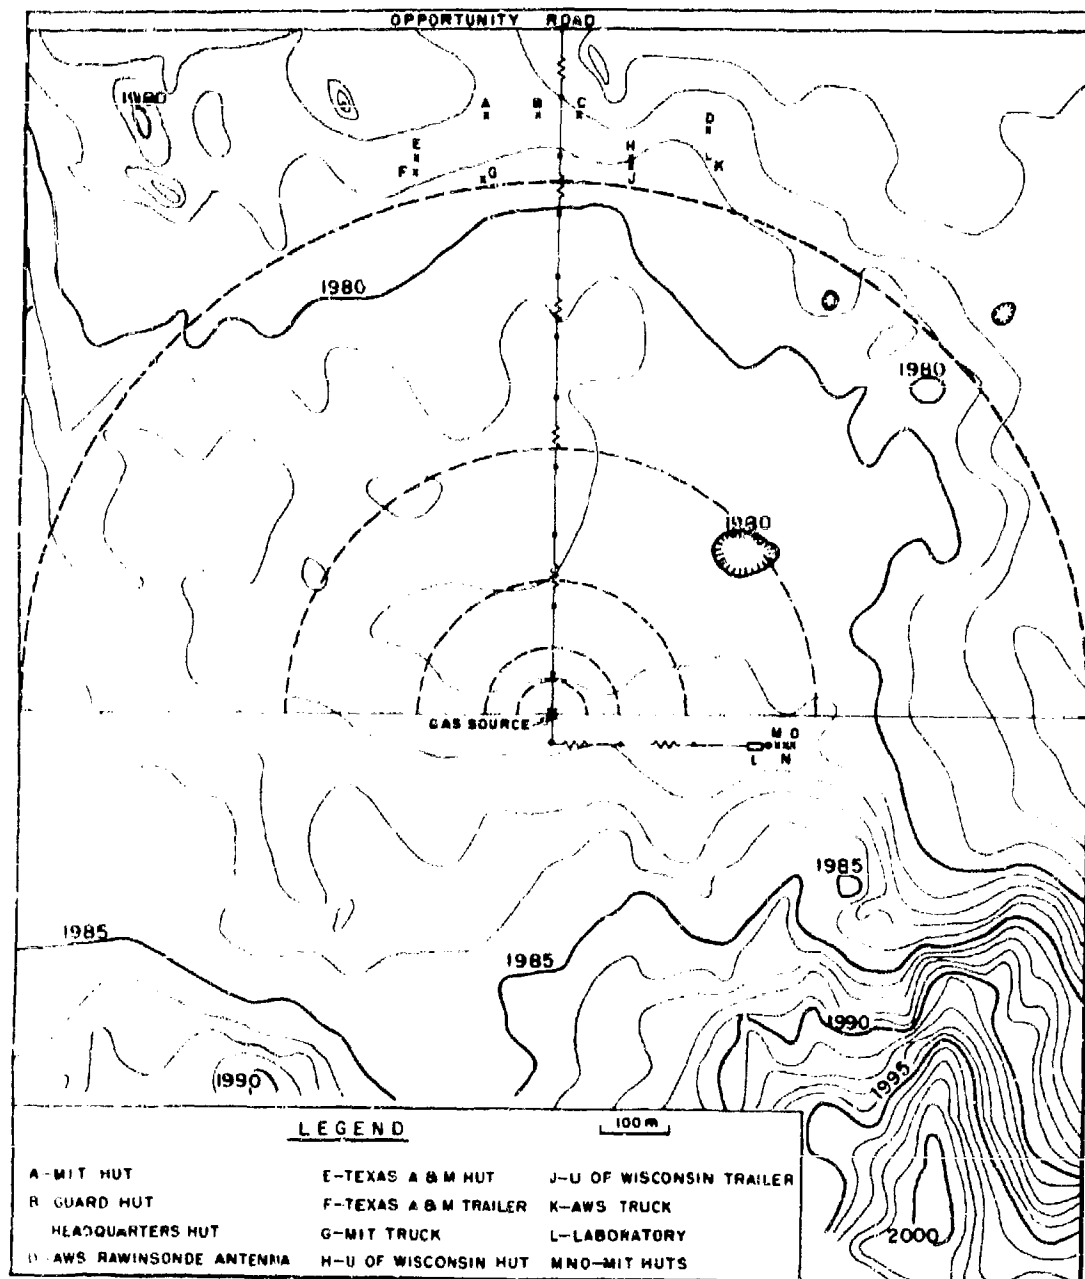 OPPORTUNITY ROAD
1980
A B C
D
E
H
F G K
J
1980
1980
1980
GAS SOURCE
M O
L N
1985
1985
1985
1990
1990
1995
LEGEND
100 m
A-MIT HUT E-TEXAS A & M HUT J-U OF WISCONSIN TRAILER
B GUARD HUT F-TEXAS A & M TRAILER K-AWS TRUCK
HEADQUARTERS HUT G-MIT TRUCK L-LABORATORY
D-AWS RAWINSONDE ANTENNA H-U OF WISCONSIN HUT MNO-MIT HUTS
2000